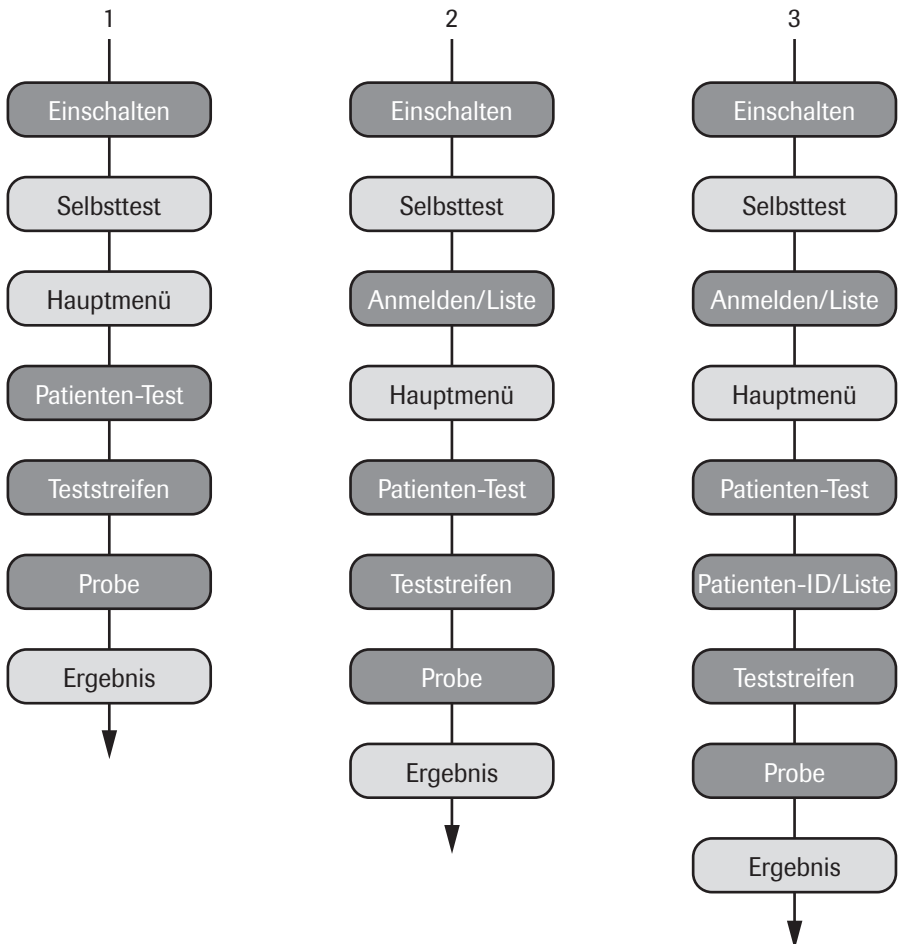 1
Einschalten
Selbsttest
Hauptmenü
Patienten-Test
Teststreifen
Probe
Ergebnis
2
Einschalten
Selbsttest
Anmelden/Liste
Hauptmenü
Patienten-Test
Teststreifen
Probe
Ergebnis
3
Einschalten
Selbsttest
Anmelden/Liste
Hauptmenü
Patienten-Test
Patienten-ID/Liste
Teststreifen
Probe
Ergebnis